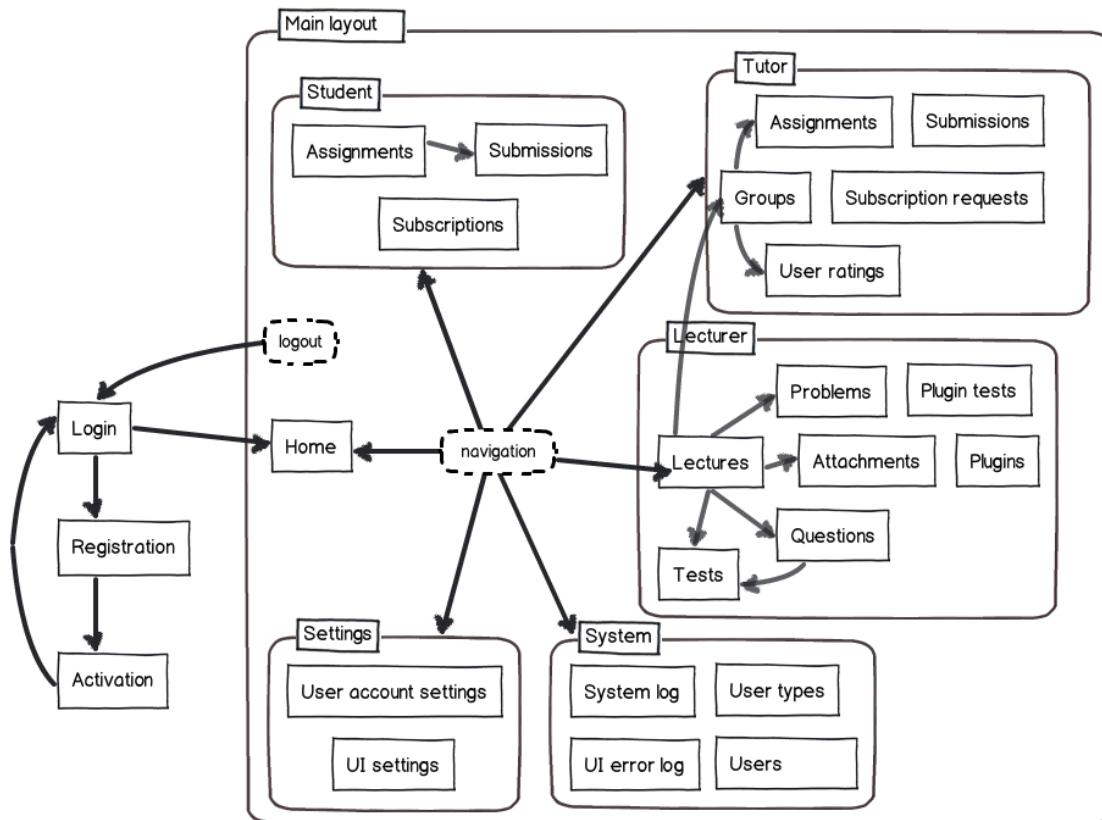 Main layout
Student
Assignments
Submissions
Subscriptions
Tutor
Assignments
Submissions
Groups
Subscription requests
User ratings
logout
Login
Home
navigation
Registration
Activation
Lecturer
Problems
Plugin tests
Lectures
Attachments
Plugins
Questions
Tests
Settings
User account settings
UI settings
System
System log
User types
UI error log
Users